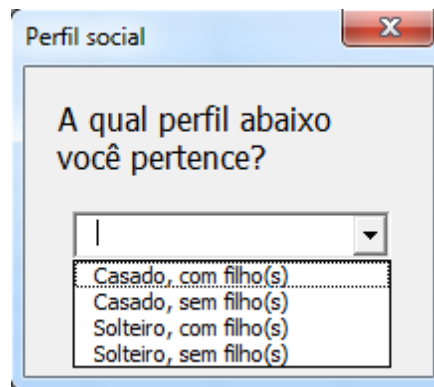 Perfil social
A qual perfil abaixo
você pertence?
Casado, com filho(s)
Casado, sem filho(s)
Solteiro, com filho(s)
Solteiro, sem filho(s)